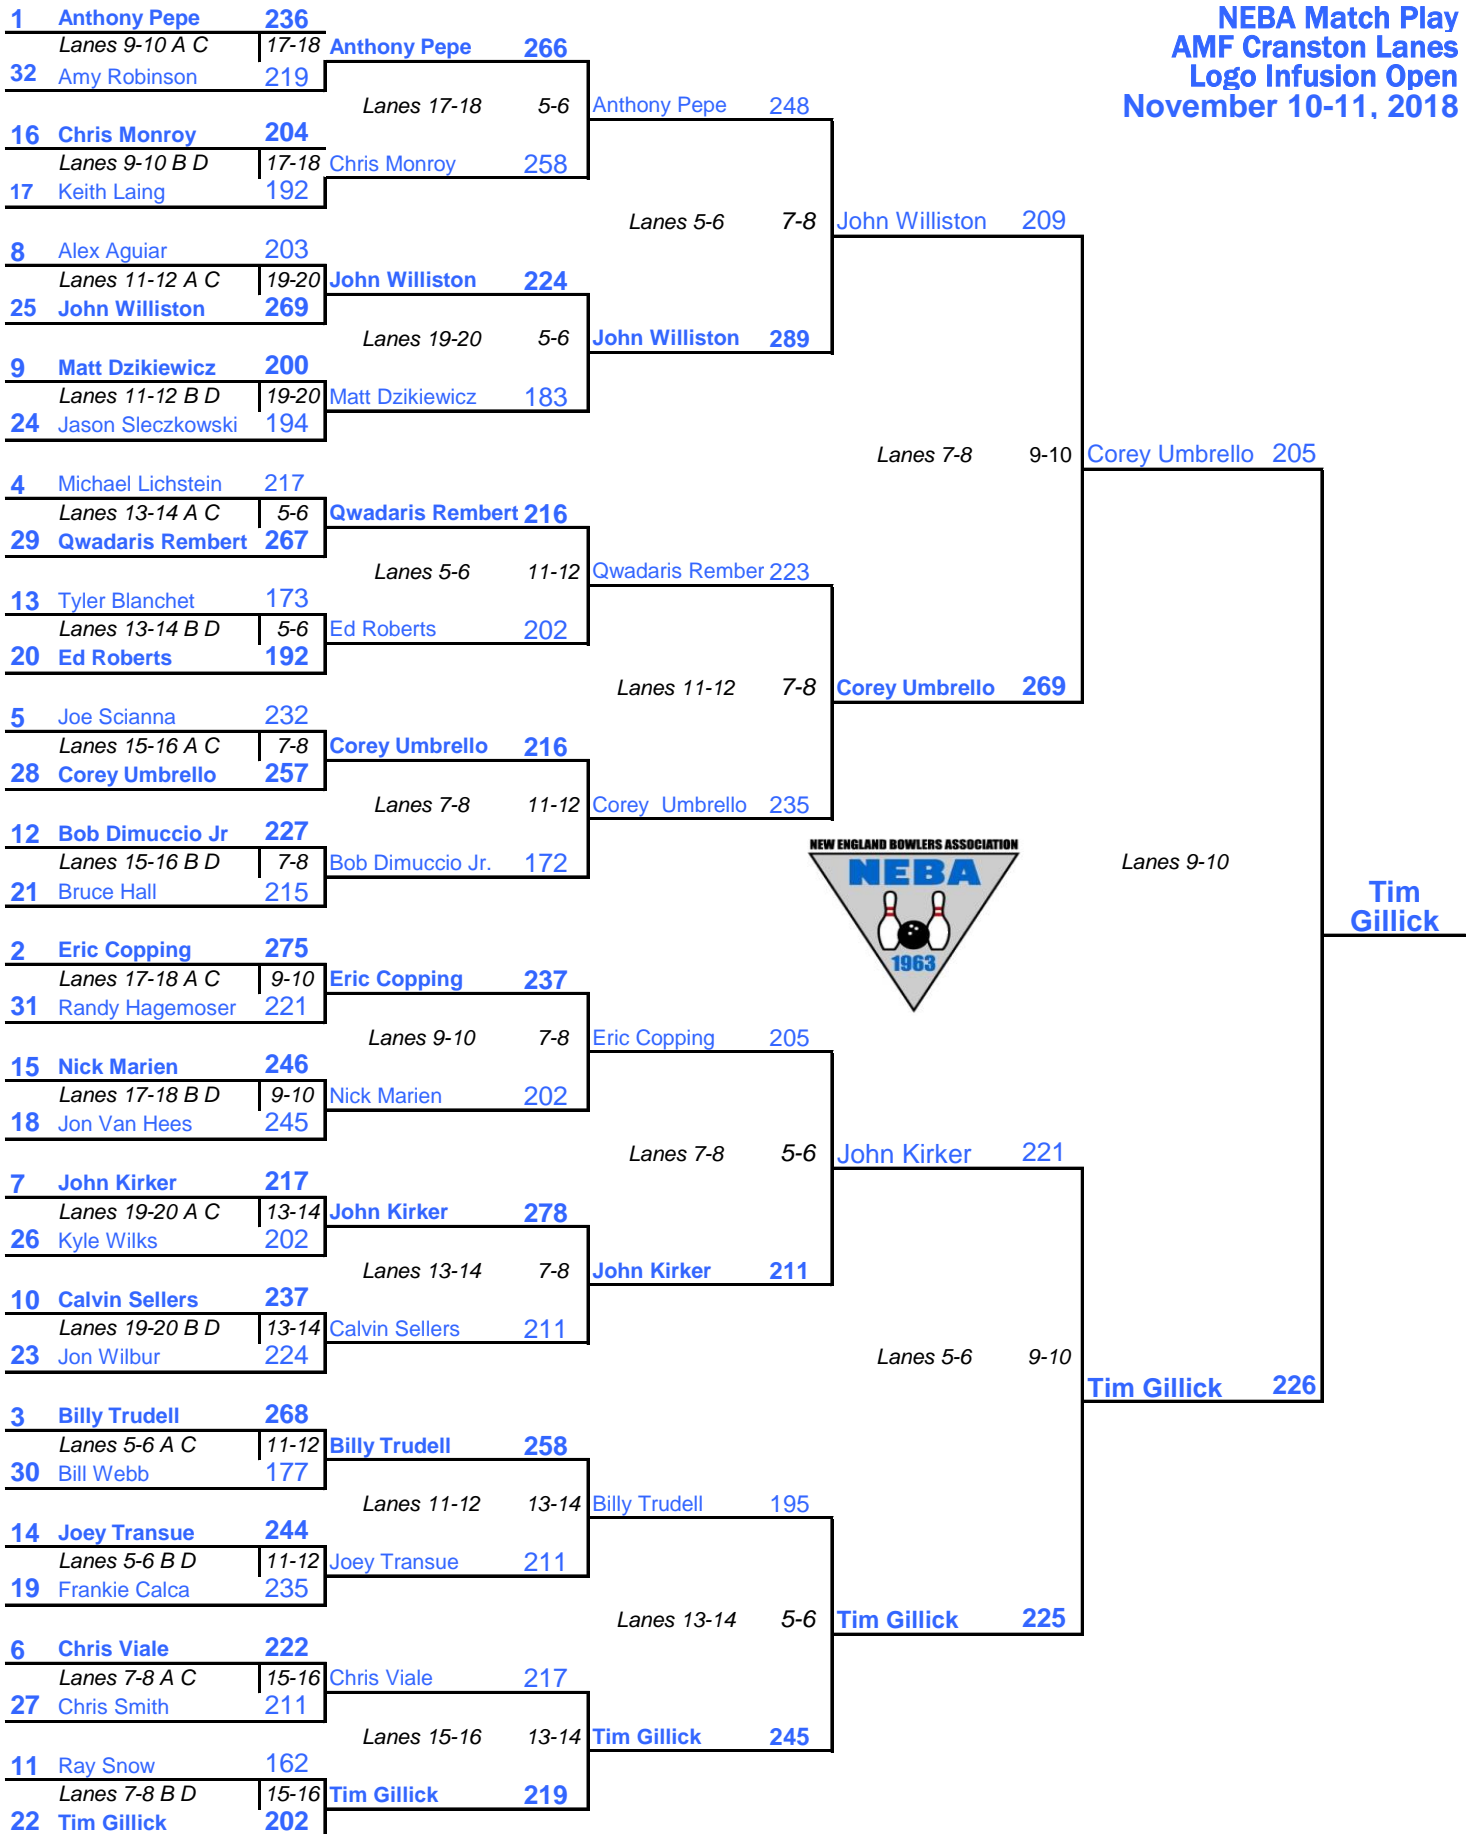 NEBA Match Play
AMF Cranston Lanes
Logo Infusion Open
November 10-11, 2018
1 Anthony Pepe 236
Lanes 9-10 A C 17-18 Anthony Pepe 266
32 Amy Robinson 219
Lanes 17-18 5-6 Anthony Pepe 248
16 Chris Monroy 204
Lanes 9-10 B D 17-18 Chris Monroy 258
17 Keith Laing 192
Lanes 5-6 7-8 John Williston 209
8 Alex Aguiar 203
Lanes 11-12 A C 19-20 John Williston 224
25 John Williston 269
Lanes 19-20 5-6 John Williston 289
9 Matt Dzikiewicz 200
Lanes 11-12 B D 19-20 Matt Dzikiewicz 183
24 Jason Sleczkowski 194
Lanes 7-8 9-10 Corey Umbrello 205
4 Michael Lichstein 217
Lanes 13-14 A C 5-6 Qwadaris Rembert 216
29 Qwadaris Rembert 267
Lanes 5-6 11-12 Qwadaris Rember 223
13 Tyler Blanchet 173
Lanes 13-14 B D 5-6 Ed Roberts 202
20 Ed Roberts 192
Lanes 11-12 7-8 Corey Umbrello 269
5 Joe Scianna 232
Lanes 15-16 A C 7-8 Corey Umbrello 216
28 Corey Umbrello 257
Lanes 7-8 11-12 Corey Umbrello 235
12 Bob Dimuccio Jr 227
NEW ENGLAND BOWLERS ASSOCIATION
Lanes 15-16 B D 7-8 Bob Dimuccio Jr. 172
Lanes 9-10
NEBA
21 Bruce Hall 215
Tim
Gillick
2 Eric Copping 275
1963
Lanes 17-18 A C 9-10 Eric Copping 237
31 Randy Hagemoser 221
Lanes 9-10 7-8 Eric Copping 205
15 Nick Marien 246
Lanes 17-18 B D 9-10 Nick Marien 202
18 Jon Van Hees 245
Lanes 7-8 5-6 John Kirker 221
7 John Kirker 217
Lanes 19-20 A C 13-14 John Kirker 278
26 Kyle Wilks 202
Lanes 13-14 7-8 John Kirker 211
10 Calvin Sellers 237
Lanes 19-20 B D 13-14 Calvin Sellers 211
23 Jon Wilbur 224
Lanes 5-6 9-10
Tim Gillick 226
3 Billy Trudell 268
Lanes 5-6 A C 11-12 Billy Trudell 258
30 Bill Webb 177
Lanes 11-12 13-14 Billy Trudell 195
14 Joey Transue 244
Lanes 5-6 B D 11-12 Joey Transue 211
19 Frankie Calca 235
Lanes 13-14 5-6 Tim Gillick 225
6 Chris Viale 222
Lanes 7-8 A C 15-16 Chris Viale 217
27 Chris Smith 211
Lanes 15-16 13-14 Tim Gillick 245
11 Ray Snow 162
Lanes 7-8 B D 15-16 Tim Gillick 219
22 Tim Gillick 202